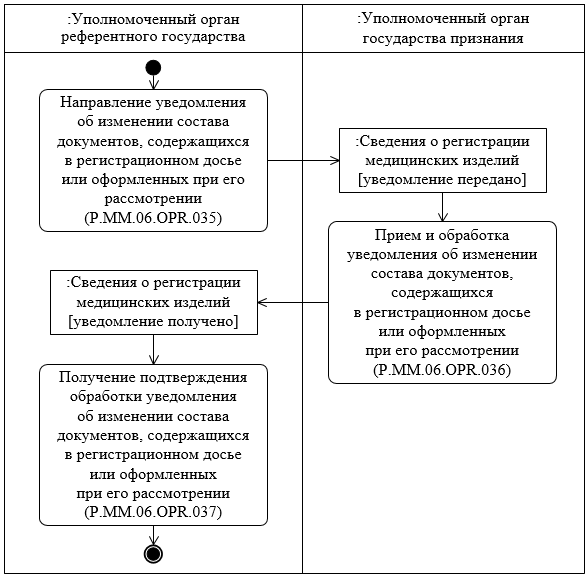 :Уполномоченный орган
референтного государства
:Уполномоченный орган
государства признания
Направление уведомления
об изменении состава
документов, содержащихся
в регистрационном досье
или оформленных при его
рассмотрении
(P.MM.06.OPR.035)
:Сведения о регистрации
медицинских изделий
[уведомление передано]
Прием и обработка
уведомления об изменении
состава документов,
содержащихся
в регистрационном досье
или оформленных
при его рассмотрении
(P.MM.06.OPR.036)
:Сведения о регистрации
медицинских изделий
[уведомление получено]
Получение подтверждения
обработки уведомления
об изменении состава
документов, содержащихся
в регистрационном досье
или оформленных
при его рассмотрении
(P.MM.06.OPR.037)